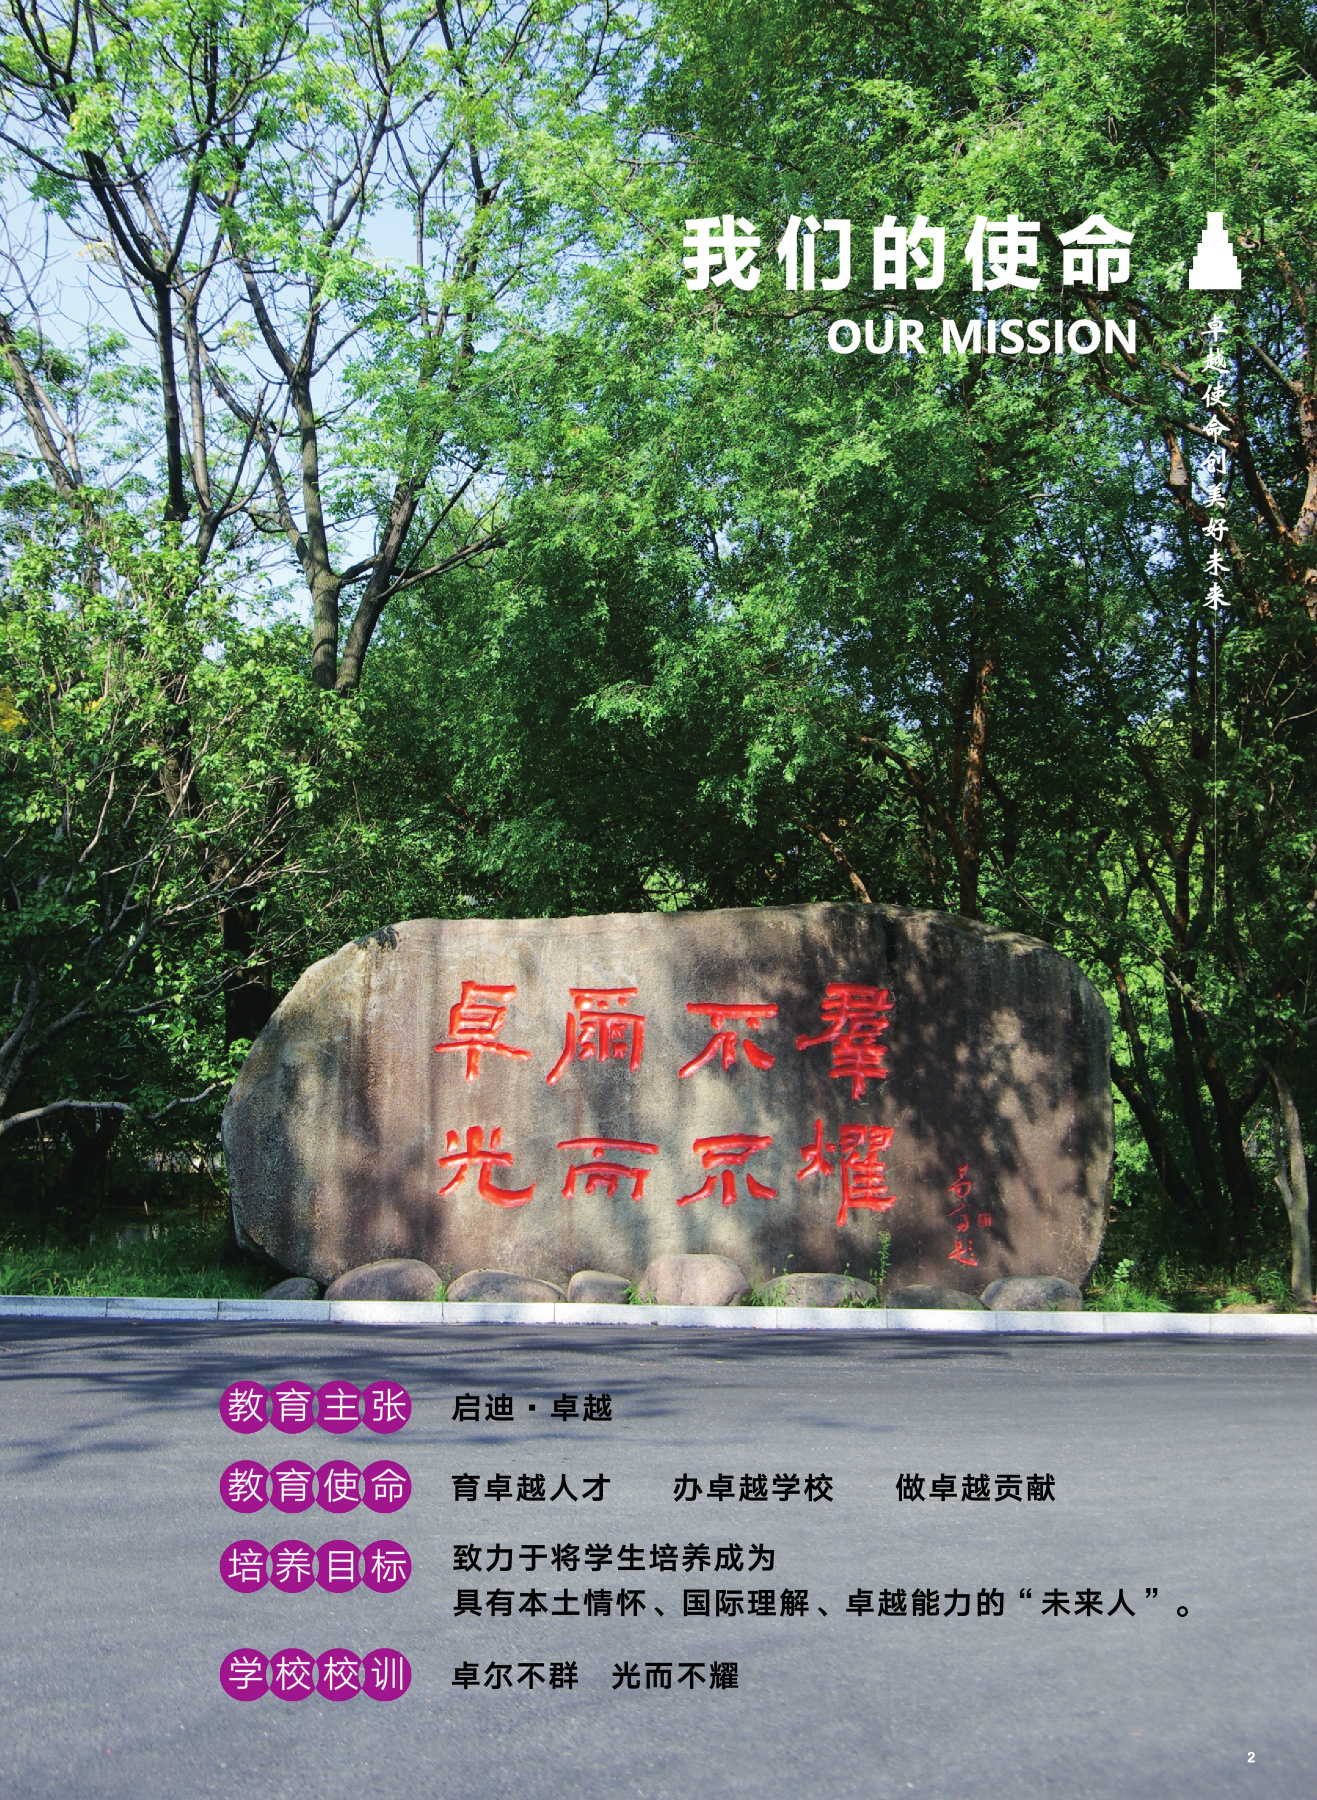 我们的使命
OUR MISSION
卓越使命创美好未来
卓爾不羣
光而不耀
教育主张 启迪·卓越
教育使命 育卓越人才 办卓越学校 做卓越贡献
培养目标 致力于将学生培养成为
具有本土情怀、国际理解、卓越能力的“未来人”。
学校校训 卓尔不群 光而不耀
2